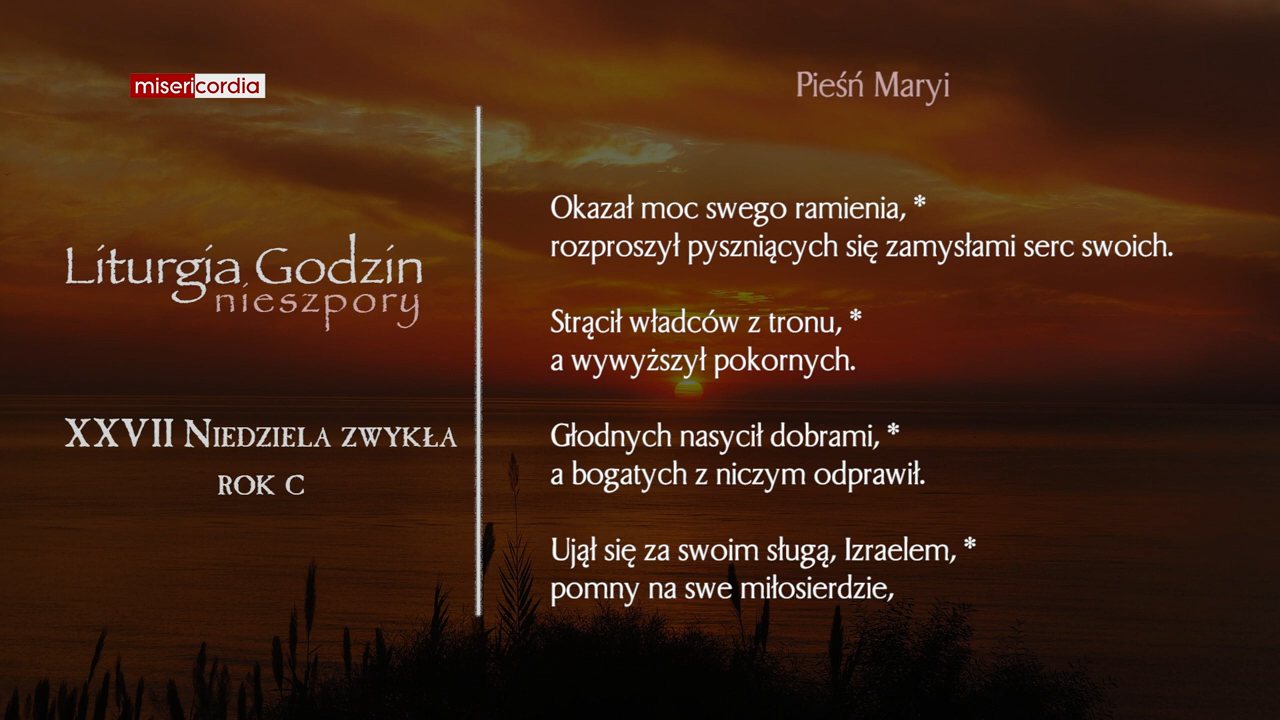 misericordia
Liturgia Godzin
nieszpory
XXVII Niedziela zwykła
rok C
Pieśń Maryi
Okazał moc swego ramienia, *
rozproszył pyszniących się zamysłami serc swoich.
Strącił władców z tronu, *
a wywyższył pokornych.
Głodnych nasycił dobrami, *
a bogatych z niczym odprawił.
Ujął się za swoim sługą, Izraelem, *
pomny na swe miłosierdzie,